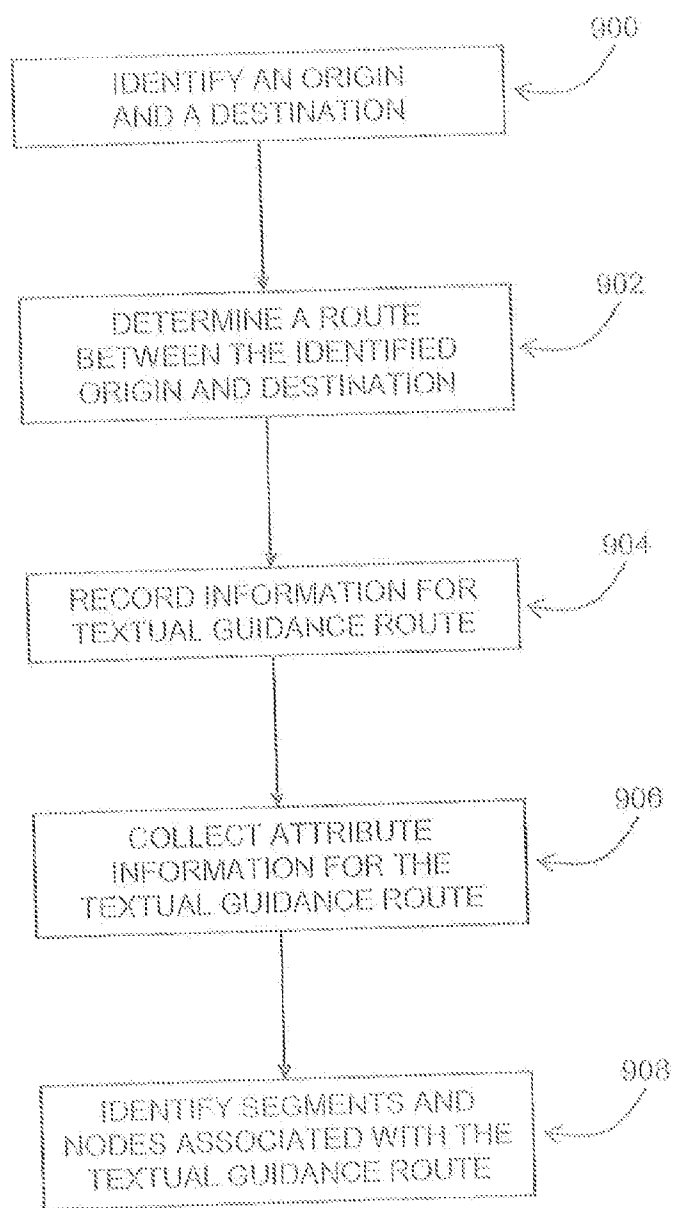 900
IDENTIFY AN ORIGIN
AND A DESTINATION
902
DETERMINE A ROUTE
BETWEEN THE IDENTIFIED
ORIGIN AND DESTINATION
904
RECORD INFORMATION FOR
TEXTUAL GUIDANCE ROUTE
906
COLLECT ATTRIBUTE
INFORMATION FOR THE
TEXTUAL GUIDANCE ROUTE
908
IDENTIFY SEGMENTS AND
NODES ASSOCIATED WITH THE
TEXTUAL GUIDANCE ROUTE